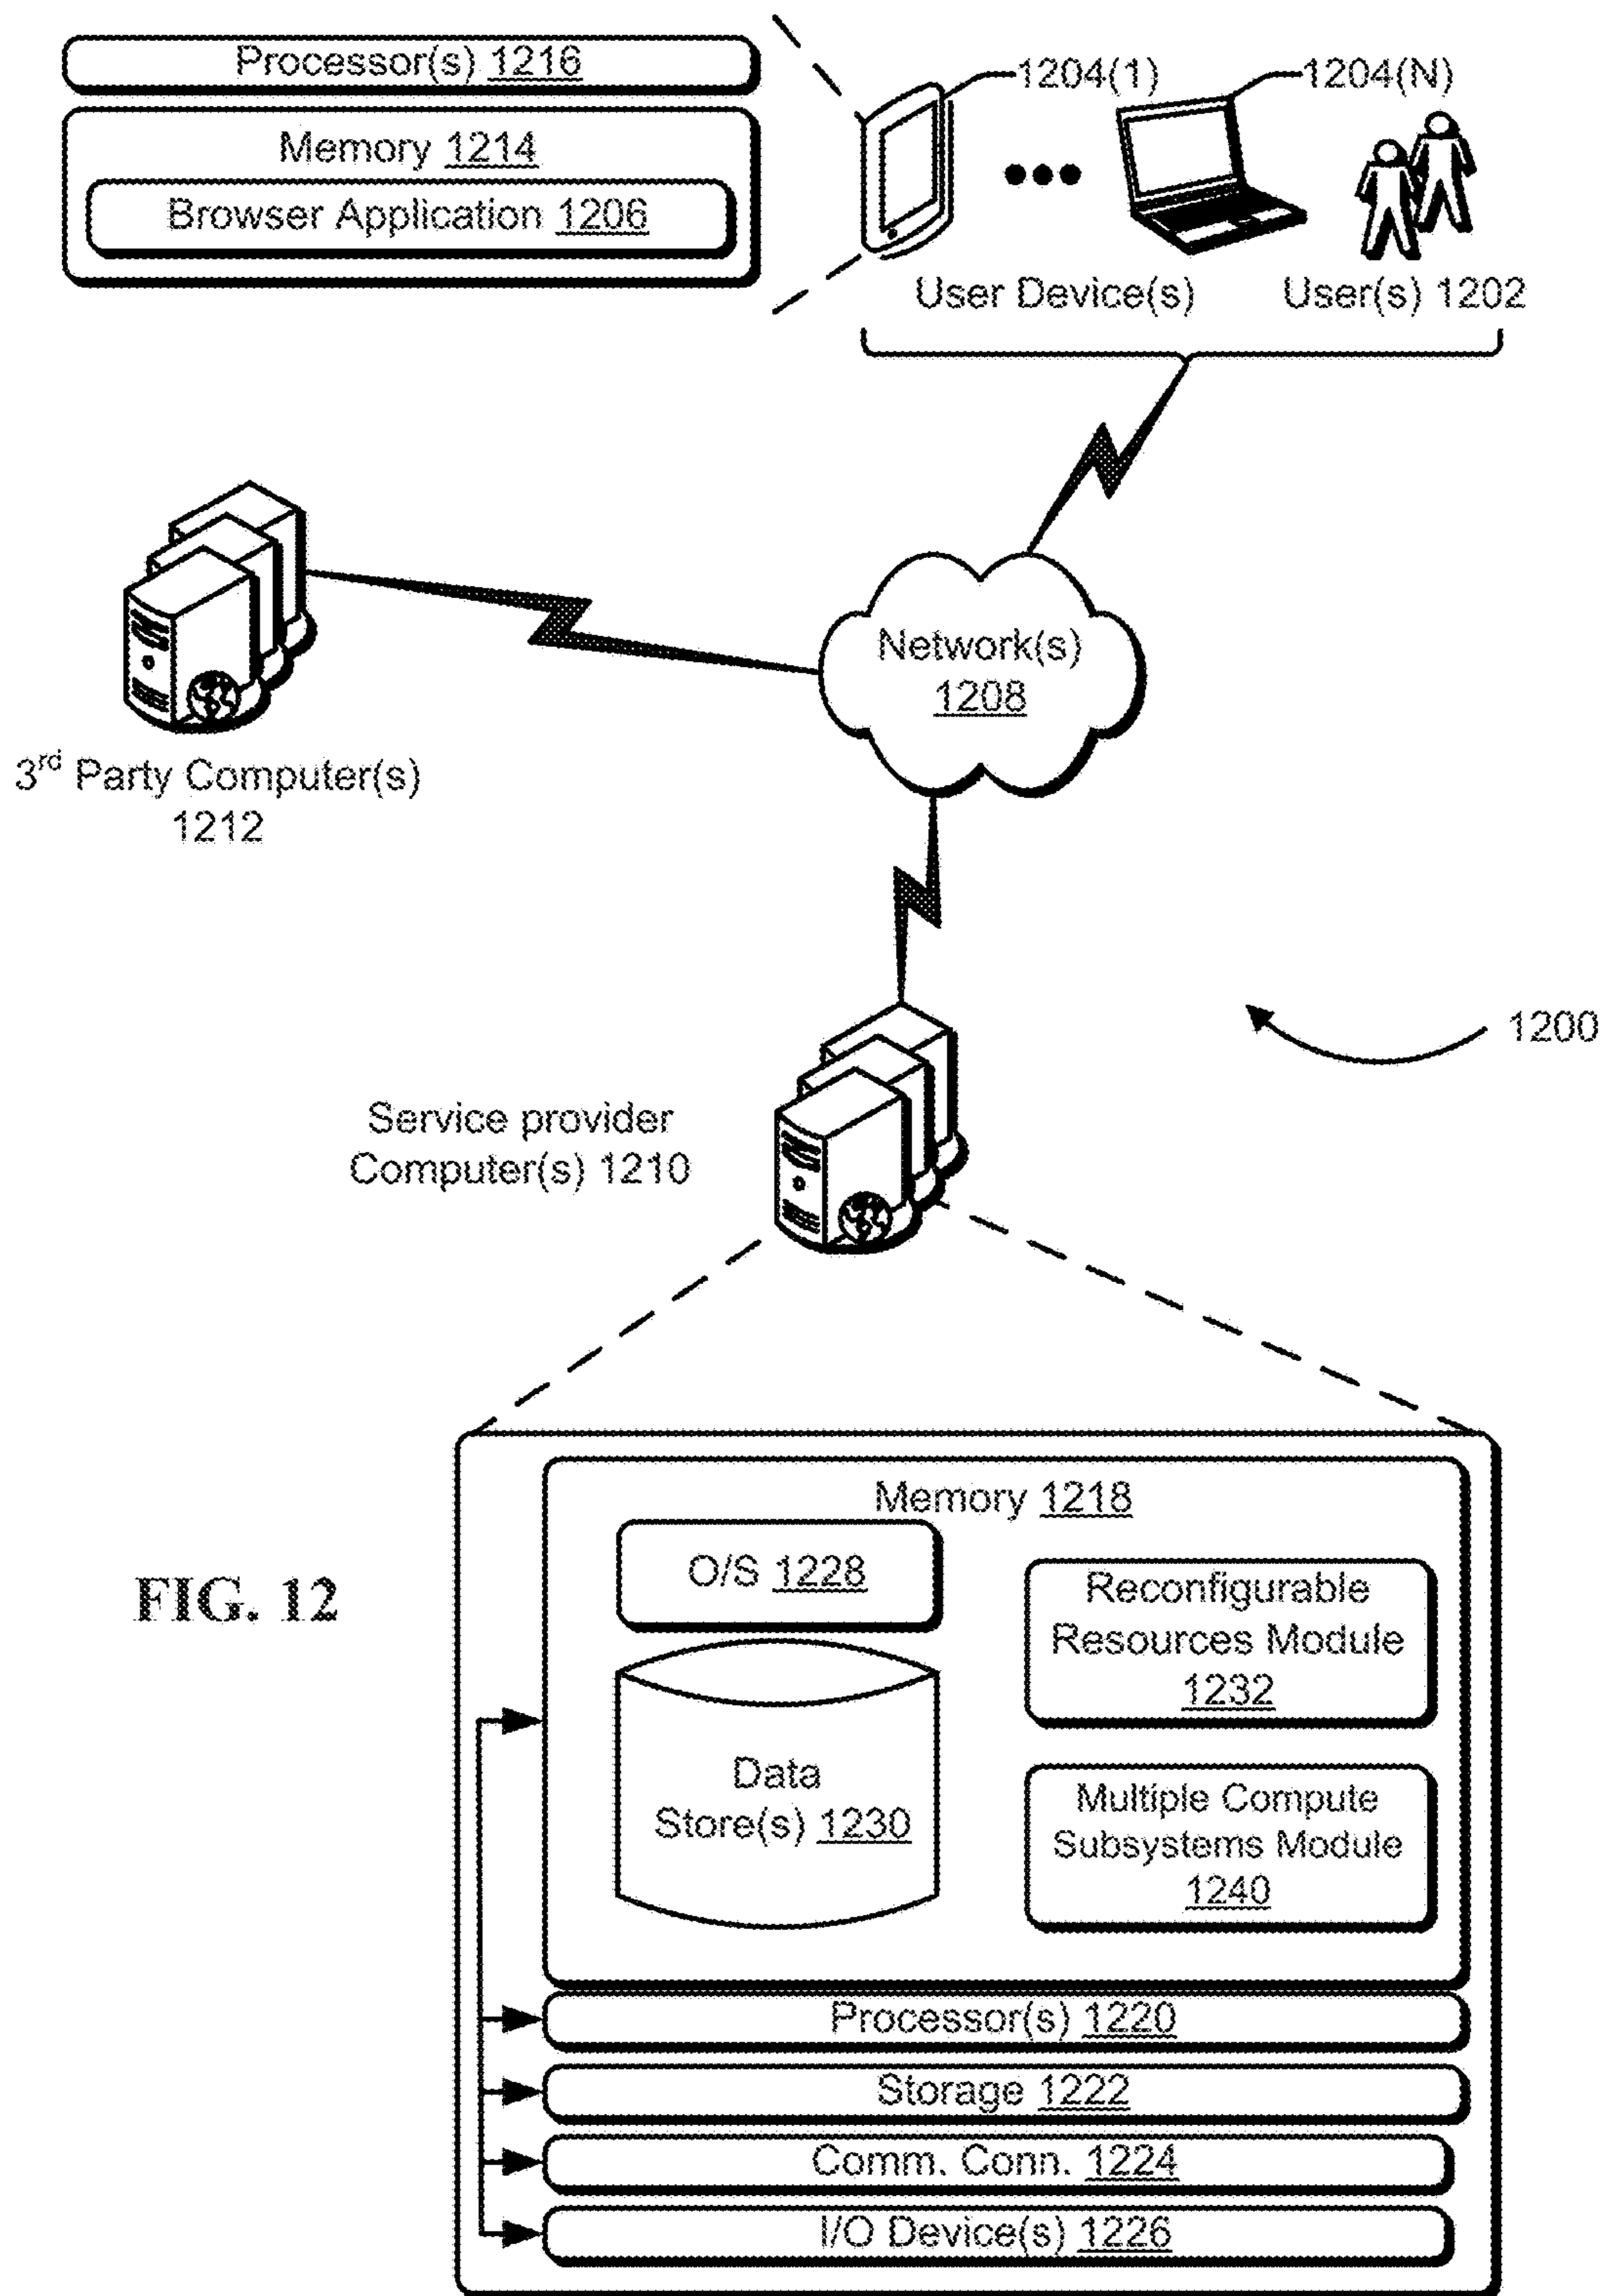 Processor(s) 1216
Memory 1214
Browser Application 1206
1204(1)
1204(N)
User Device(s)
User(s) 1202
Network(s)
1208
3rd Party Computer(s)
1212
1200
Service provider
Computer(s) 1210
FIG. 12
Memory 1218
O/S 1228
Data
Store(s) 1230
Reconfigurable
Resources Module
1232
Multiple Compute
Subsystems Module
1240
Processor(s) 1220
Storage 1222
Comm. Conn. 1224
I/O Device(s) 1226